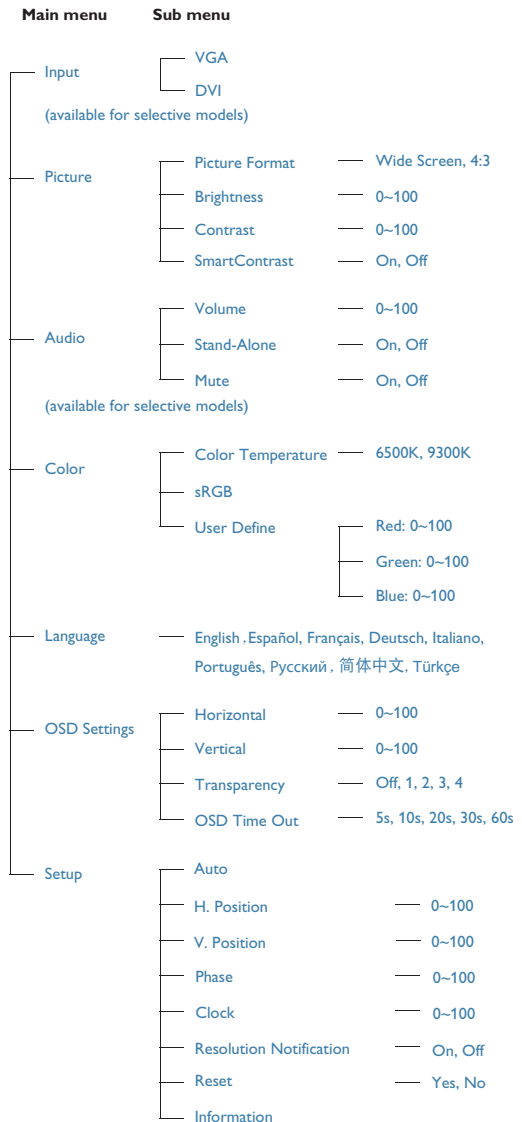 Main menu Sub menu
VGA
Input
DVI
(available for selective models)
Picture Format Wide Screen, 4:3
Picture
Brightness 0~100
Contrast 0~100
SmartContrast On, Off
Volume 0~100
Audio Stand-Alone On, Off
Mute On, Off
(available for selective models)
Color Temperature 6500K, 9300K
Color
sRGB
User Define Red: 0~100
Green: 0~100
Blue: 0~100
Language English, Español, Français, Deutsch, Italiano,
Português, Русский, 简体中文, Türkçe
Horizontal 0~100
OSD Settings
Vertical 0~100
Transparency Off, 1, 2, 3, 4
OSD Time Out 5s, 10s, 20s, 30s, 60s
Setup Auto
H. Position 0~100
V. Position 0~100
Phase 0~100
Clock 0~100
Resolution Notification On, Off
Reset Yes, No
Information